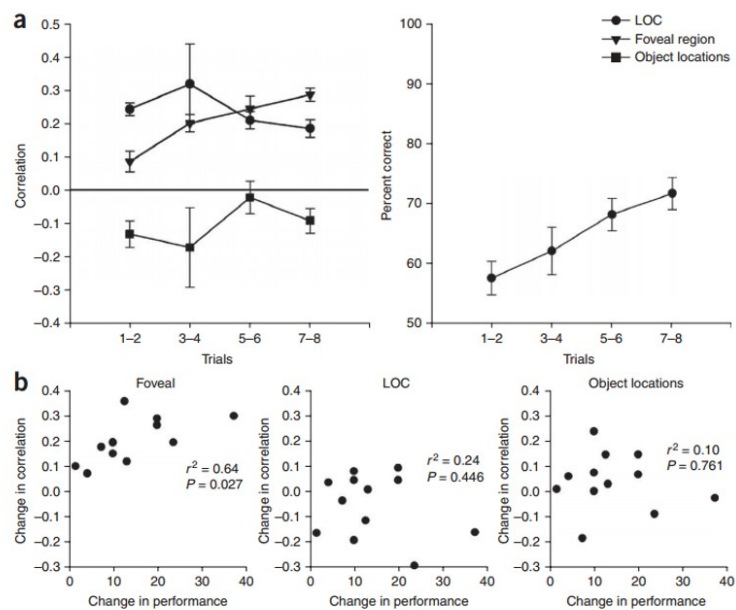 a
0.5
0.4
0.3
0.2
0.1
0.0
–0.1
–0.2
–0.3
–0.4
Correlation
1–2
3–4
5–6
7–8
Trials
100
90
80
70
60
50
Percent correct
1–2
3–4
5–6
7–8
Trials
LOC
Foveal region
Object locations
b
Foveal
0.4
0.3
0.2
0.1
0.0
–0.1
–0.2
–0.3
Change in correlation
r² = 0.64
P = 0.027
0
10
20
30
40
Change in performance
LOC
0.4
0.3
0.2
0.1
0.0
–0.1
–0.2
–0.3
Change in correlation
r² = 0.24
P = 0.446
0
10
20
30
40
Change in performance
Object locations
0.4
0.3
0.2
0.1
0.0
–0.1
–0.2
–0.3
Change in correlation
r² = 0.10
P = 0.761
0
10
20
30
40
Change in performance